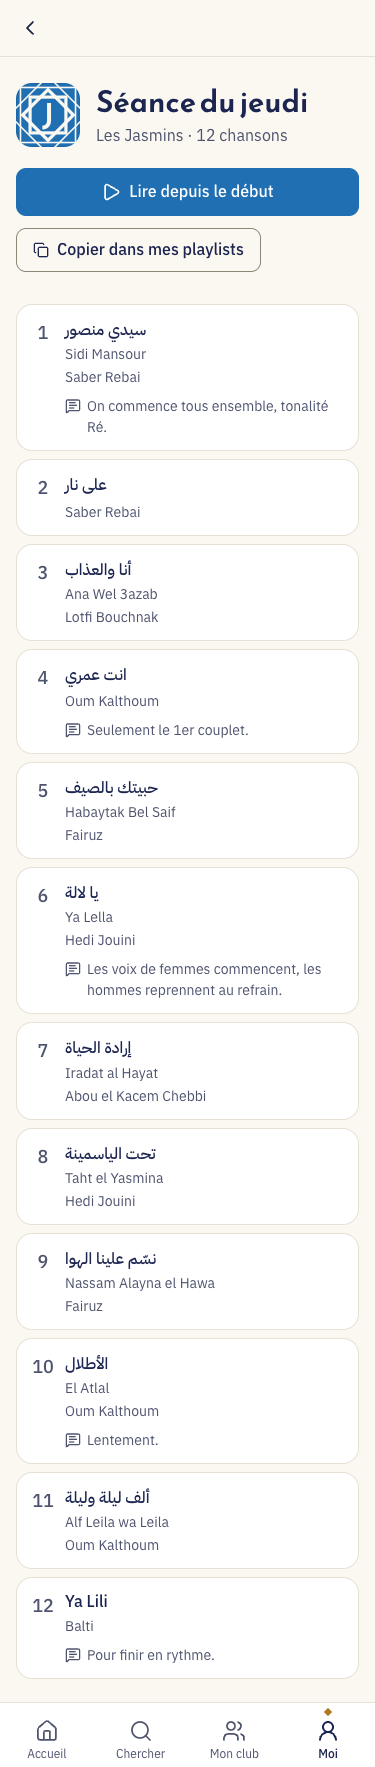 J
Séance du jeudi
Les Jasmins · 12 chansons
Lire depuis le début
Copier dans mes playlists
1
سيدي منصور
Sidi Mansour
Saber Rebai
On commence tous ensemble, tonalité
Ré.
2
على نار
Saber Rebai
3
أنا والعذاب
Ana Wel 3azab
Lotfi Bouchnak
4
انت عمري
Oum Kalthoum
Seulement le 1er couplet.
5
حبيتك بالصيف
Habaytak Bel Saif
Fairuz
6
يا لالة
Ya Lella
Hedi Jouini
Les voix de femmes commencent, les
hommes reprennent au refrain.
7
إرادة الحياة
Iradat al Hayat
Abou el Kacem Chebbi
8
تحت الياسمينة
Taht el Yasmina
Hedi Jouini
9
نسّم علينا الهوا
Nassam Alayna el Hawa
Fairuz
10
الأطلال
El Atlal
Oum Kalthoum
Lentement.
11
ألف ليلة وليلة
Alf Leila wa Leila
Oum Kalthoum
12
Ya Lili
Balti
Pour finir en rythme.
Accueil
Chercher
Mon club
Moi